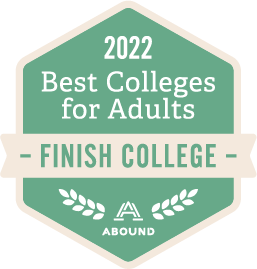 2022
Best Colleges
for Adults
– FINISH COLLEGE –
ABOUND